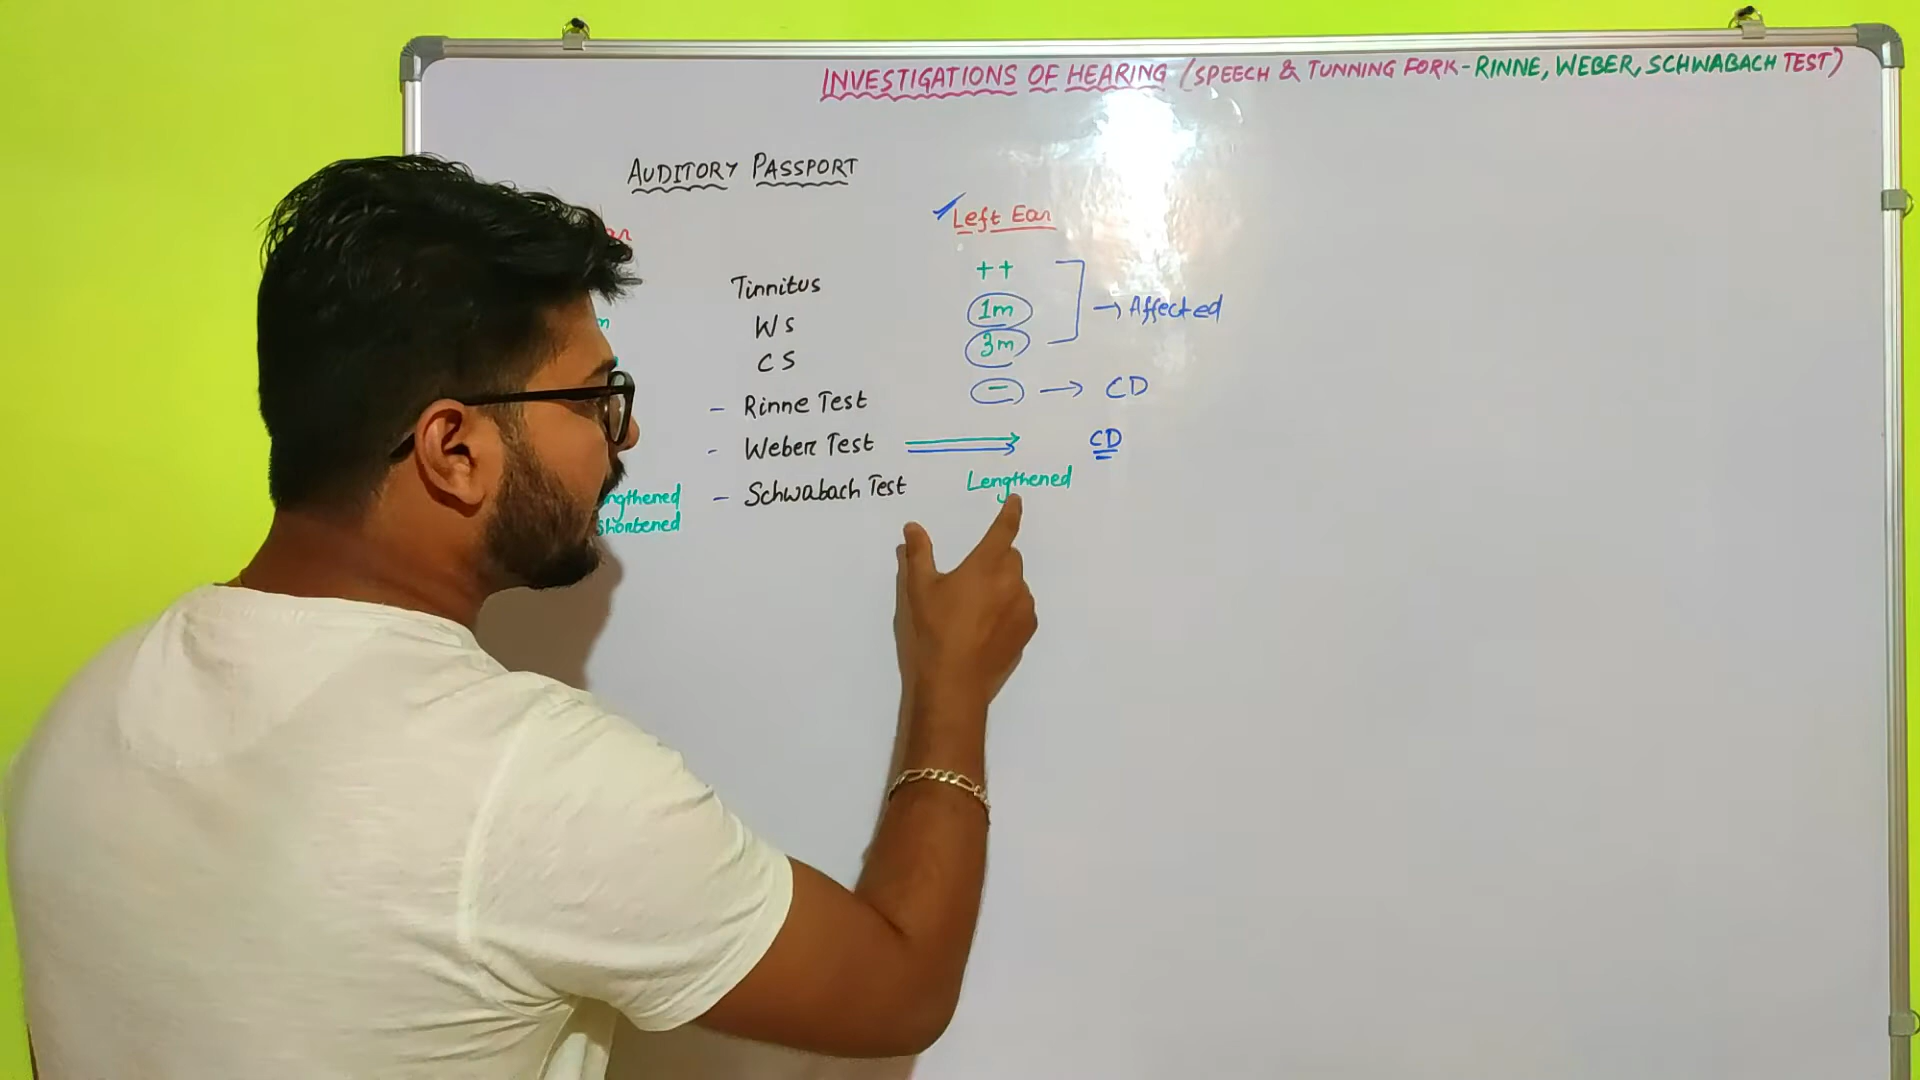 INVESTIGATIONS OF HEARING (SPEECH & TUNNING FORK - RINNE, WEBER, SCHWABACH TEST)
AUDITORY PASSPORT
Left Ear
Tinnitus ++
WS 1m → Affected
CS 3m
- Rinne Test - → CD
- Weber Test → CD
ngthened - Schwabach Test Lengthened
Shortened